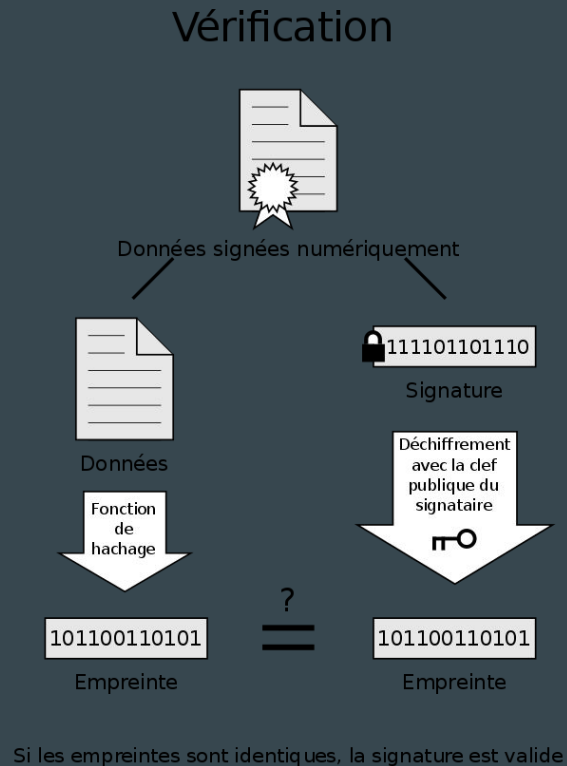 Vérification
Données signées numériquement
111101101110
Signature
Données
Déchiffrement
avec la clef
publique du
signataire
Fonction
de
hachage
?
=
101100110101
101100110101
Empreinte
Empreinte
Si les empreintes sont identiques, la signature est valide